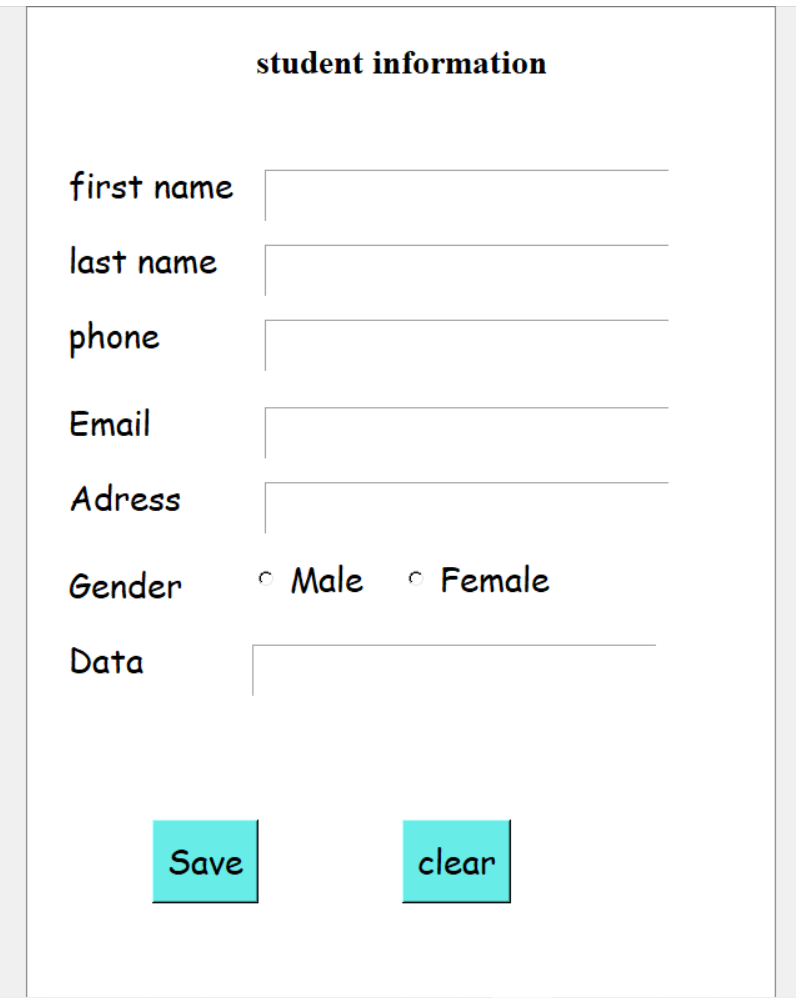 student information
first name
last name
phone
Email
Adress
Gender Male Female
Data
Save clear